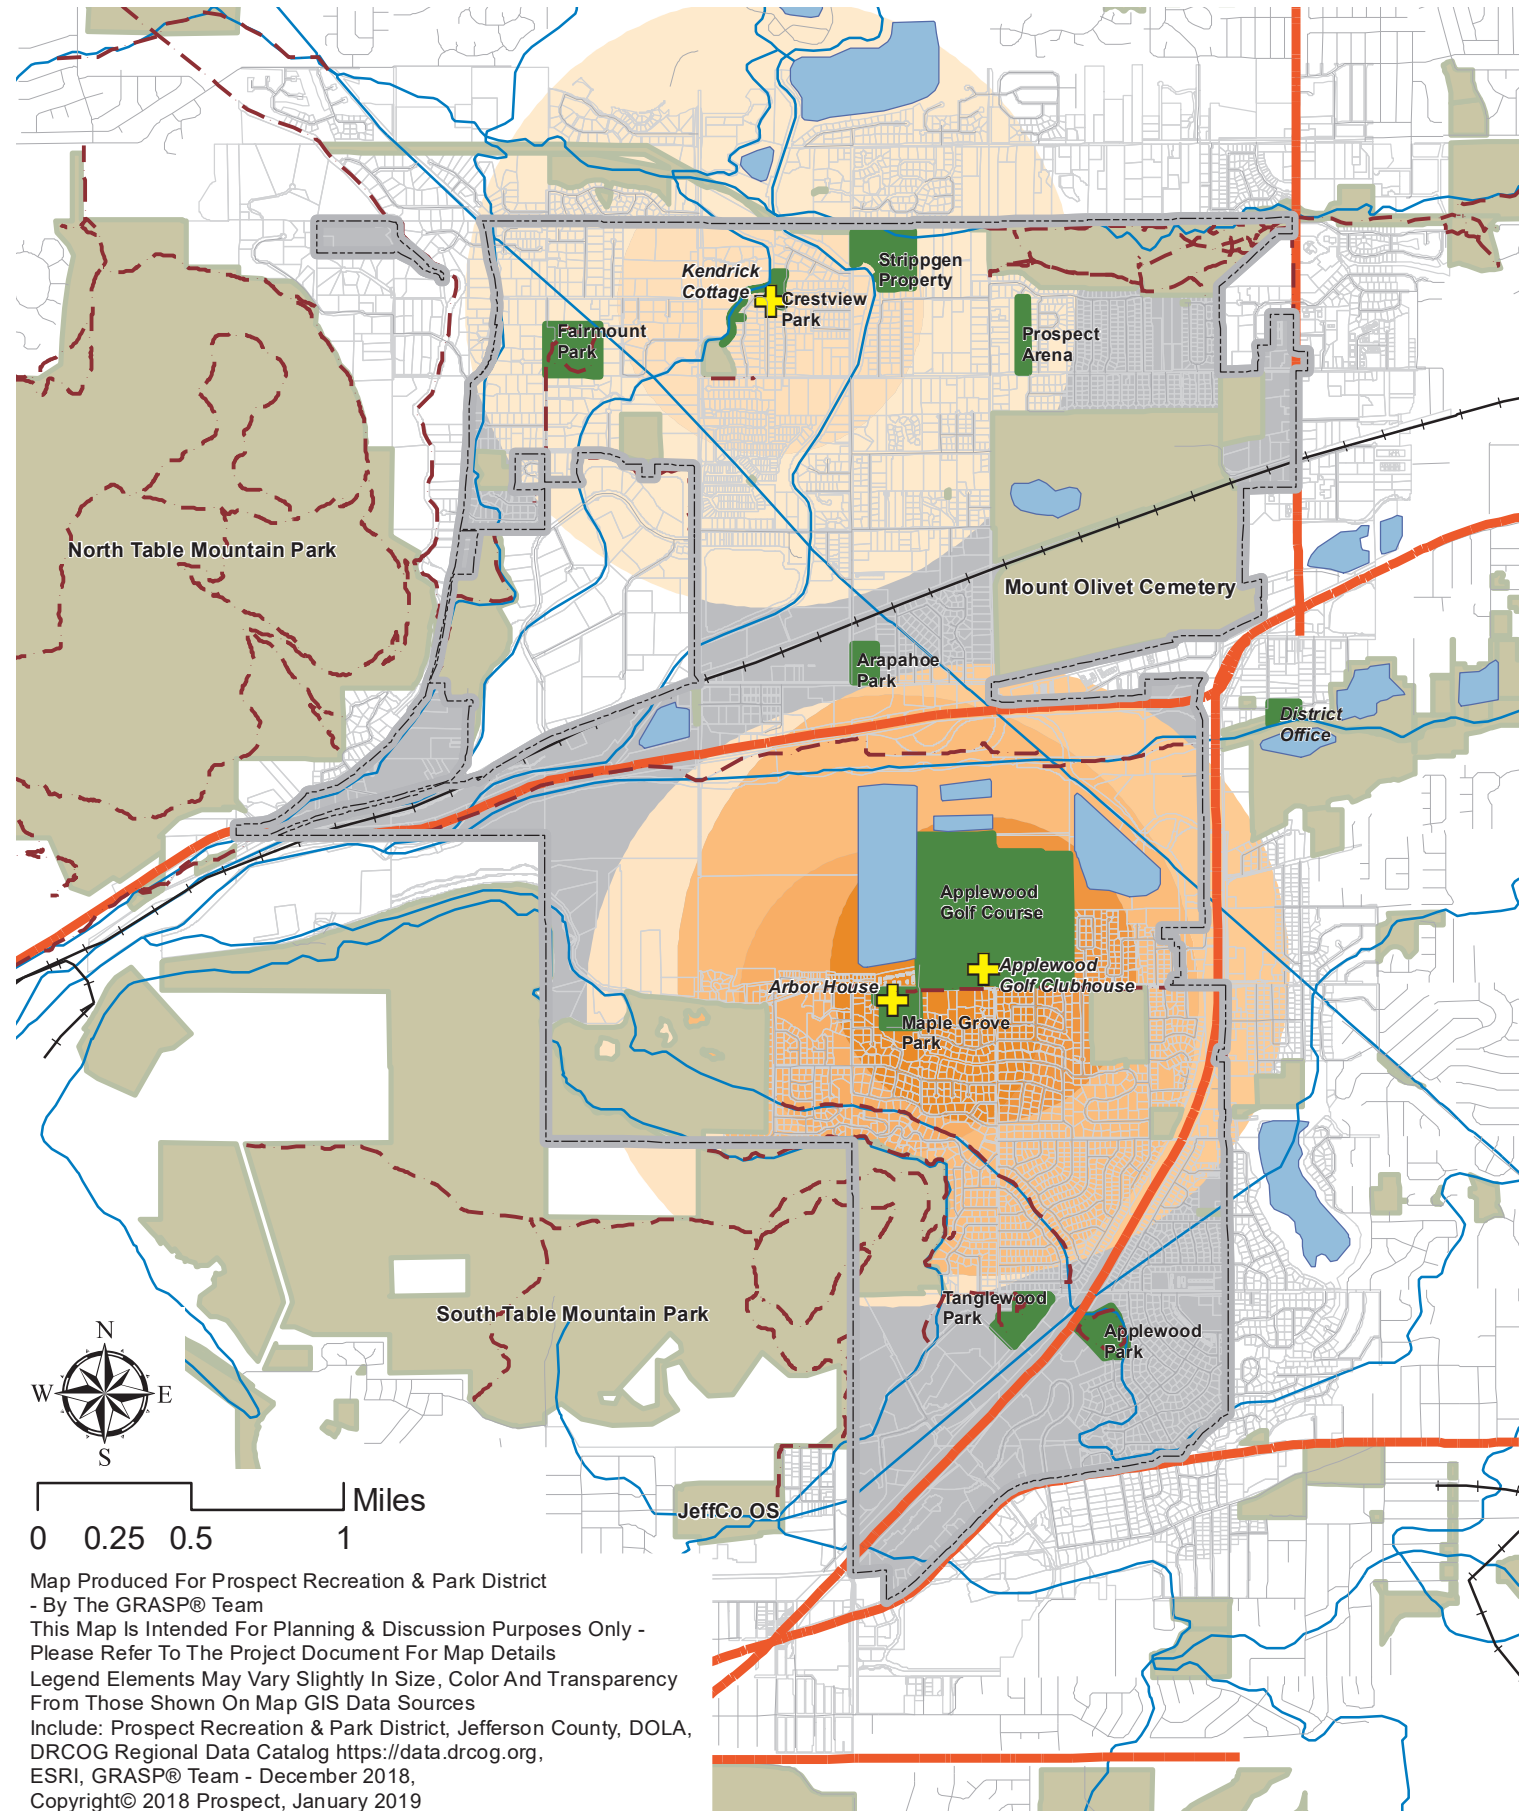 Kendrick
Cottage
Crestview
Park
Strippgen
Property
Fairmount
Park
Prospect
Arena
North Table Mountain Park
Mount Olivet Cemetery
Arapahoe
Park
District
Office
Applewood
Golf Course
Applewood
Golf Clubhouse
Arbor House
Maple Grove
Park
Tanglewood
Park
Applewood
Park
South Table Mountain Park
N
W E
S
JeffCo OS
Miles
0 0.25 0.5 1
Map Produced For Prospect Recreation & Park District
- By The GRASP® Team
This Map Is Intended For Planning & Discussion Purposes Only -
Please Refer To The Project Document For Map Details
Legend Elements May Vary Slightly In Size, Color And Transparency
From Those Shown On Map GIS Data Sources
Include: Prospect Recreation & Park District, Jefferson County, DOLA,
DRCOG Regional Data Catalog https://data.drcog.org,
ESRI, GRASP® Team - December 2018,
Copyright© 2018 Prospect, January 2019